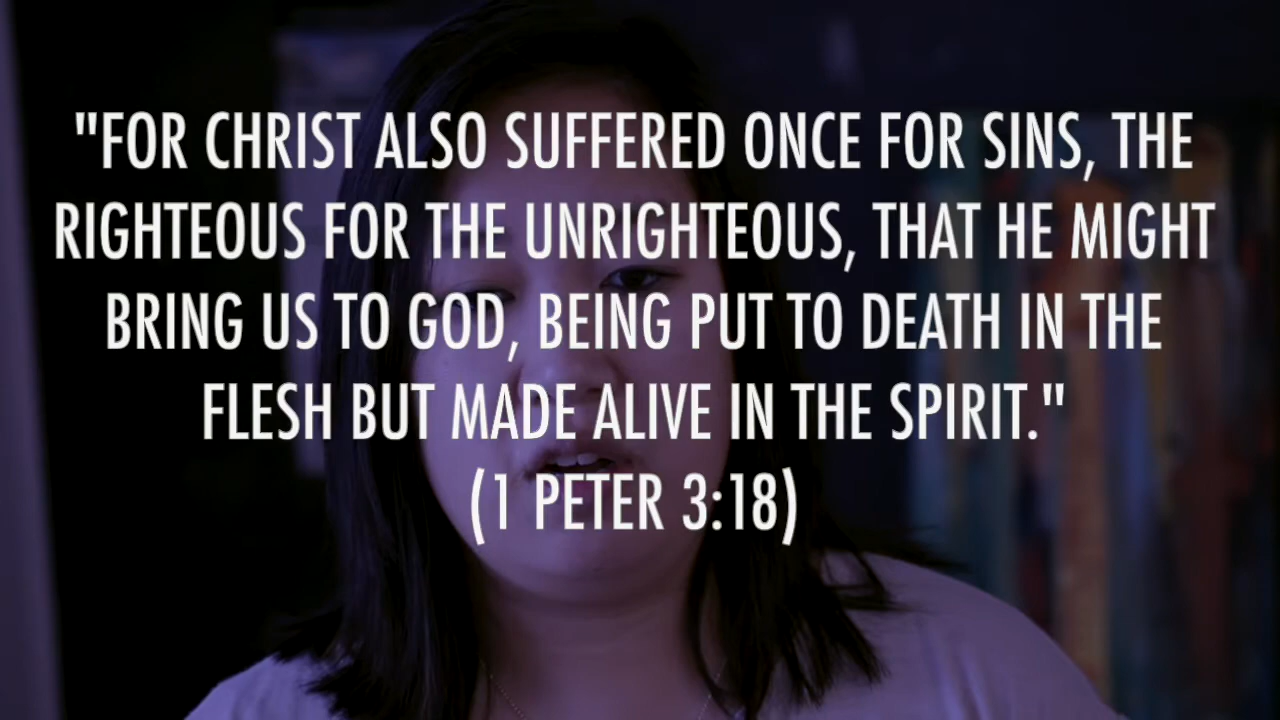 "FOR CHRIST ALSO SUFFERED ONCE FOR SINS, THE
RIGHTEOUS FOR THE UNRIGHTEOUS, THAT HE MIGHT
BRING US TO GOD, BEING PUT TO DEATH IN THE
FLESH BUT MADE ALIVE IN THE SPIRIT."
(1 PETER 3:18)